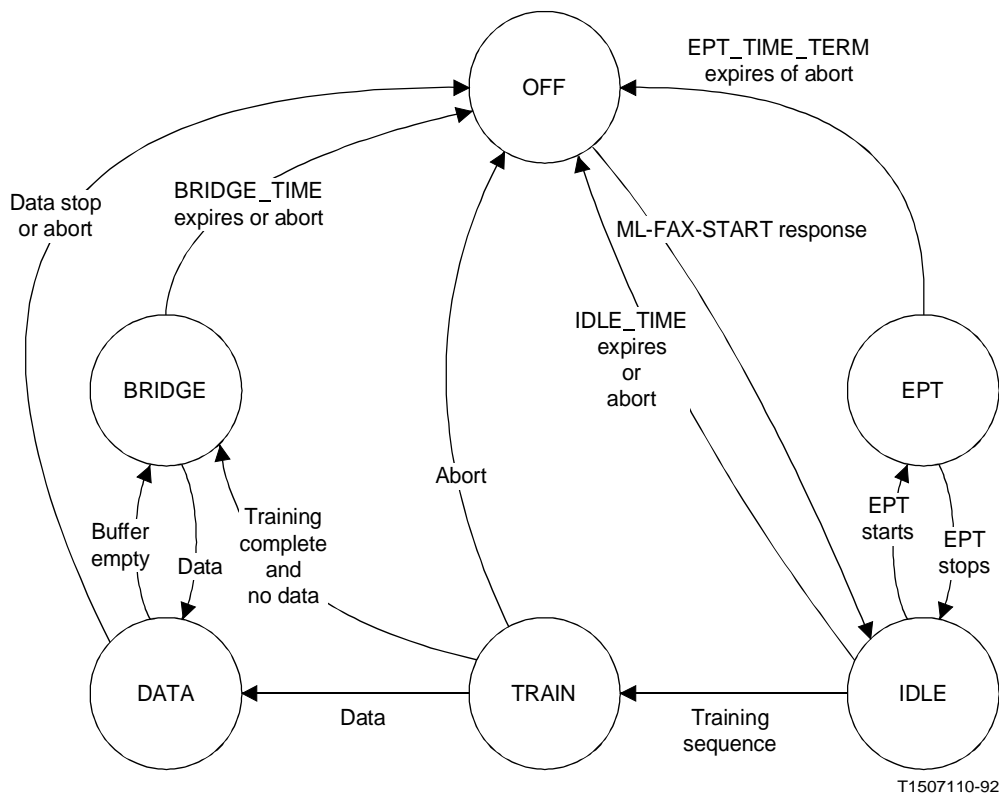 EPT_TIME_TERM
expires of abort
OFF
Data stop
or abort
BRIDGE_TIME
expires or abort
ML-FAX-START response
IDLE_TIME
expires
or
abort
BRIDGE
EPT
Abort
Buffer
empty
Data
Training
complete
and
no data
EPT
starts
EPT
stops
DATA
Data
TRAIN
Training
sequence
IDLE
T1507110-92